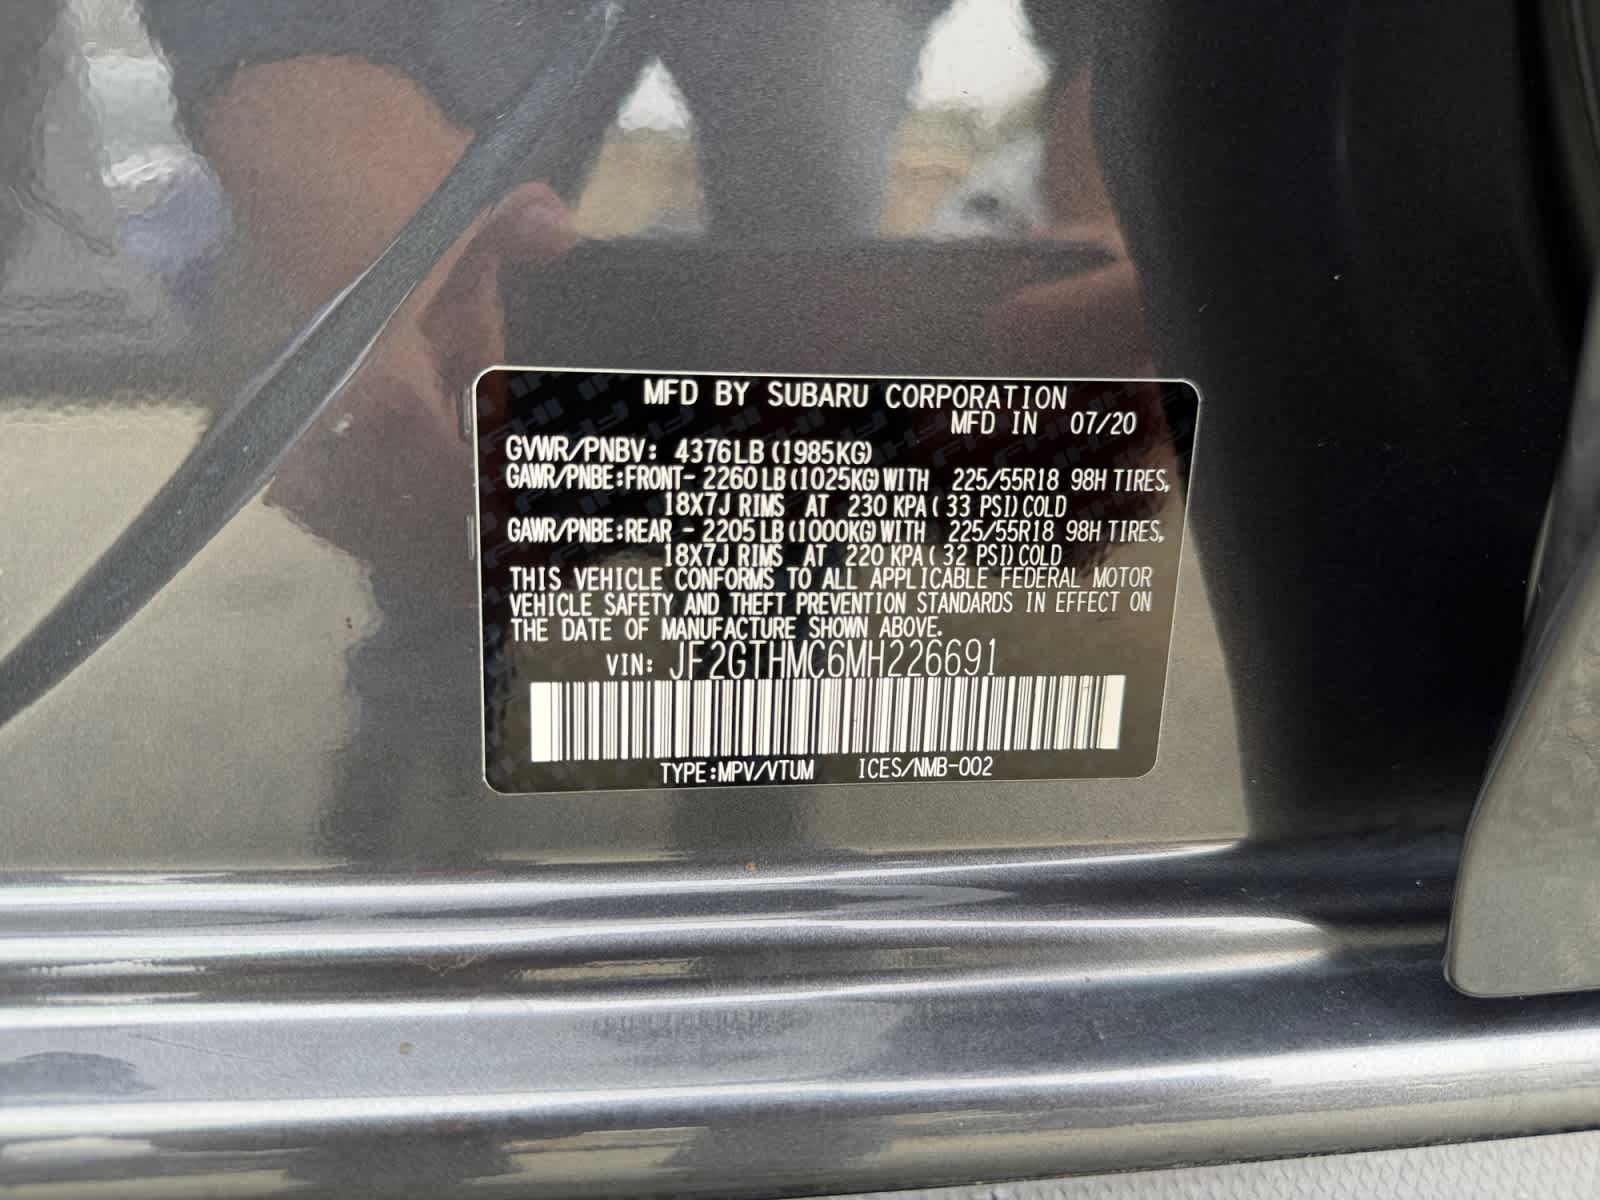 MFD BY SUBARU CORPORATION
MFD IN 07/20
GVWR/PNBV: 4376LB (1985KG)
GAWR/PNBE:FRONT- 2260LB (1025KG) WITH 225/55R18 98H TIRES,
18X7J RIMS AT 230 KPA ( 33 PSI) COLD
GAWR/PNBE:REAR - 2205LB (1000KG) WITH 225/55R18 98H TIRES,
18X7J RIMS AT 220 KPA ( 32 PSI) COLD
THIS VEHICLE CONFORMS TO ALL APPLICABLE FEDERAL MOTOR
VEHICLE SAFETY AND THEFT PREVENTION STANDARDS IN EFFECT ON
THE DATE OF MANUFACTURE SHOWN ABOVE.
VIN: JF2GTHMC6MH226691
TYPE:MPV/VTUM ICES/NMB-002